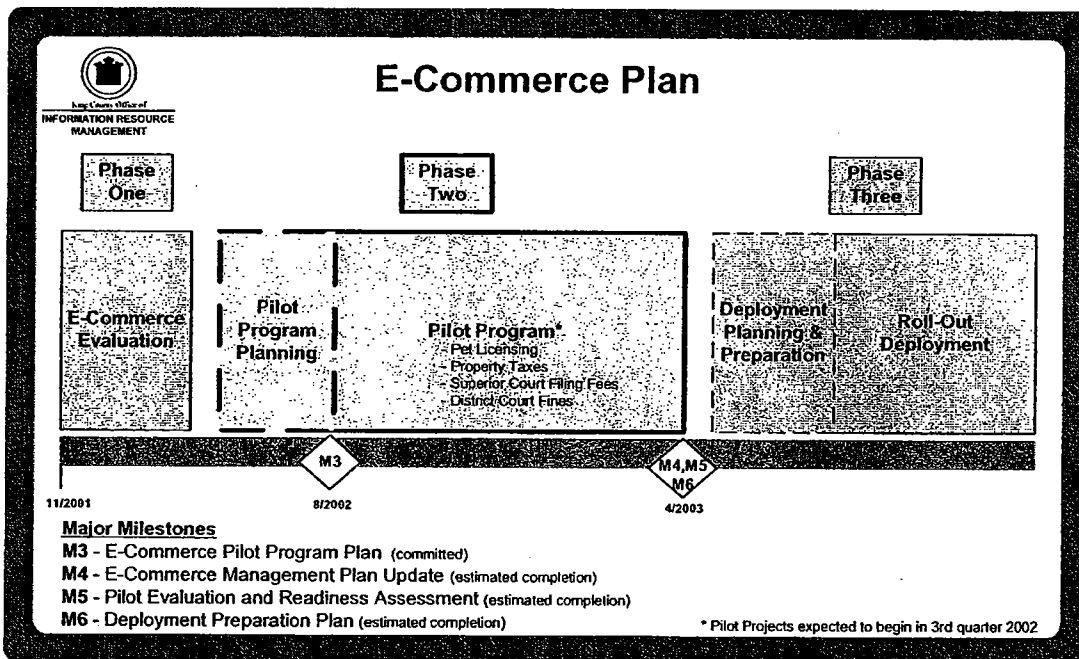 E-Commerce Plan
King County Office of
INFORMATION RESOURCE
MANAGEMENT
Phase
One
Phase
Two
Phase
Three
E-Commerce
Evaluation
Pilot
Program
Planning
Pilot Program*
- Pet Licensing
- Property Taxes
- Superior Court Filing Fees
- District Court Fines
Deployment
Planning &
Preparation
Roll-Out
Deployment
M3
M4,M5
M6
11/2001
8/2002
4/2003
Major Milestones
M3 - E-Commerce Pilot Program Plan (committed)
M4 - E-Commerce Management Plan Update (estimated completion)
M5 - Pilot Evaluation and Readiness Assessment (estimated completion)
M6 - Deployment Preparation Plan (estimated completion)
* Pilot Projects expected to begin in 3rd quarter 2002